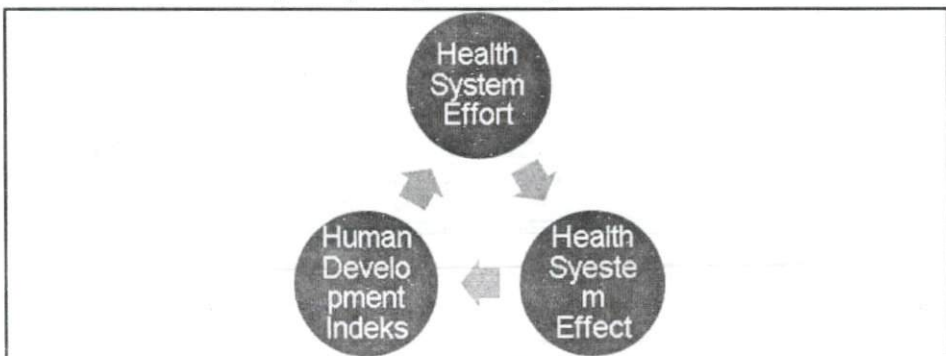 Health
System
Effort
Health
Syeste
m
Effect
Human
Develo
pment
Indeks